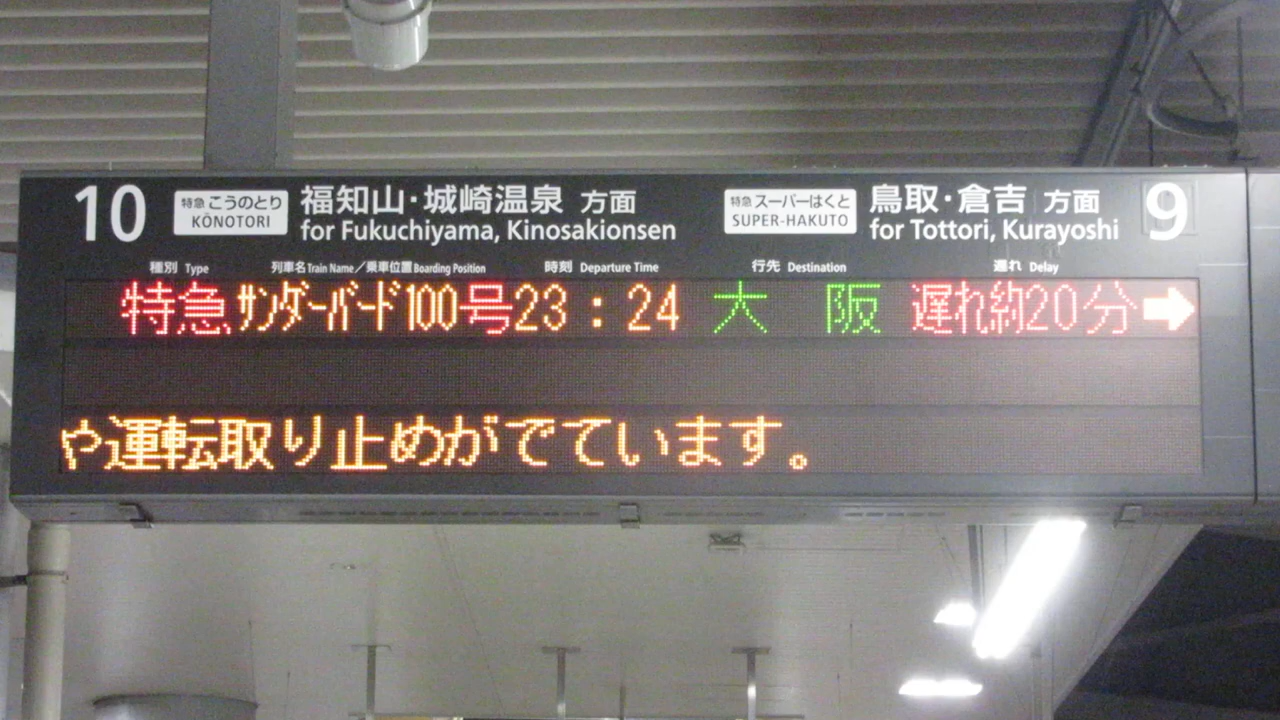 10 特急 こうのとり KŌNOTORI 福知山・城崎温泉 方面 for Fukuchiyama, Kinosakionsen
特急 スーパーはくと SUPER-HAKUTO 鳥取・倉吉 方面 for Tottori, Kurayoshi 9
種別 Type 列車名 Train Name／乗車位置 Boarding Position 時刻 Departure Time 行先 Destination 遅れ Delay
特急 ｻﾝﾀﾞｰﾊﾞｰﾄﾞ100号 23：24 大阪 遅れ約20分 ➡
や運転取り止めがでています。